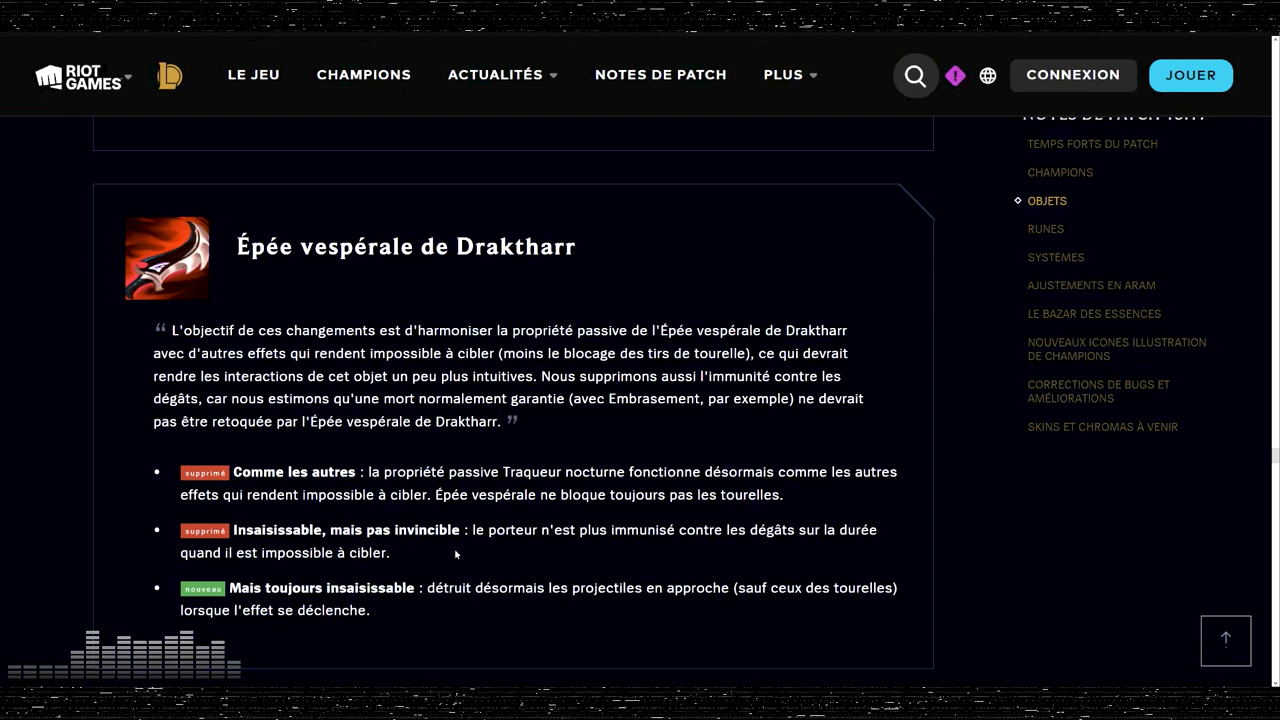 RIOT
GAMES
LE JEU
CHAMPIONS
ACTUALITÉS
NOTES DE PATCH
PLUS
CONNEXION
JOUER
Épée vespérale de Draktharr
“ L'objectif de ces changements est d'harmoniser la propriété passive de l'Épée vespérale de Draktharr
avec d'autres effets qui rendent impossible à cibler (moins le blocage des tirs de tourelle), ce qui devrait
rendre les interactions de cet objet un peu plus intuitives. Nous supprimons aussi l'immunité contre les
dégâts, car nous estimons qu'une mort normalement garantie (avec Embrasement, par exemple) ne devrait
pas être retoquée par l'Épée vespérale de Draktharr. ”
• supprimé Comme les autres : la propriété passive Traqueur nocturne fonctionne désormais comme les autres
effets qui rendent impossible à cibler. Épée vespérale ne bloque toujours pas les tourelles.
• supprimé Insaisissable, mais pas invincible : le porteur n'est plus immunisé contre les dégâts sur la durée
quand il est impossible à cibler.
• nouveau Mais toujours insaisissable : détruit désormais les projectiles en approche (sauf ceux des tourelles)
lorsque l'effet se déclenche.
NOTES DE PATCH
TEMPS FORTS DU PATCH
CHAMPIONS
OBJETS
RUNES
SYSTÈMES
AJUSTEMENTS EN ARAM
LE BAZAR DES ESSENCES
NOUVEAUX ICONES ILLUSTRATION
DE CHAMPIONS
CORRECTIONS DE BUGS ET
AMÉLIORATIONS
SKINS ET CHROMAS À VENIR